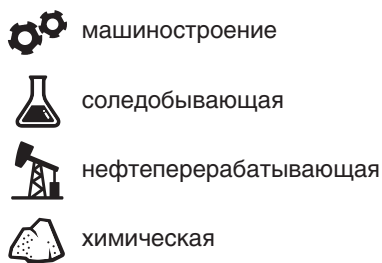 машиностроение
соледобывающая
нефтеперерабатывающая
химическая